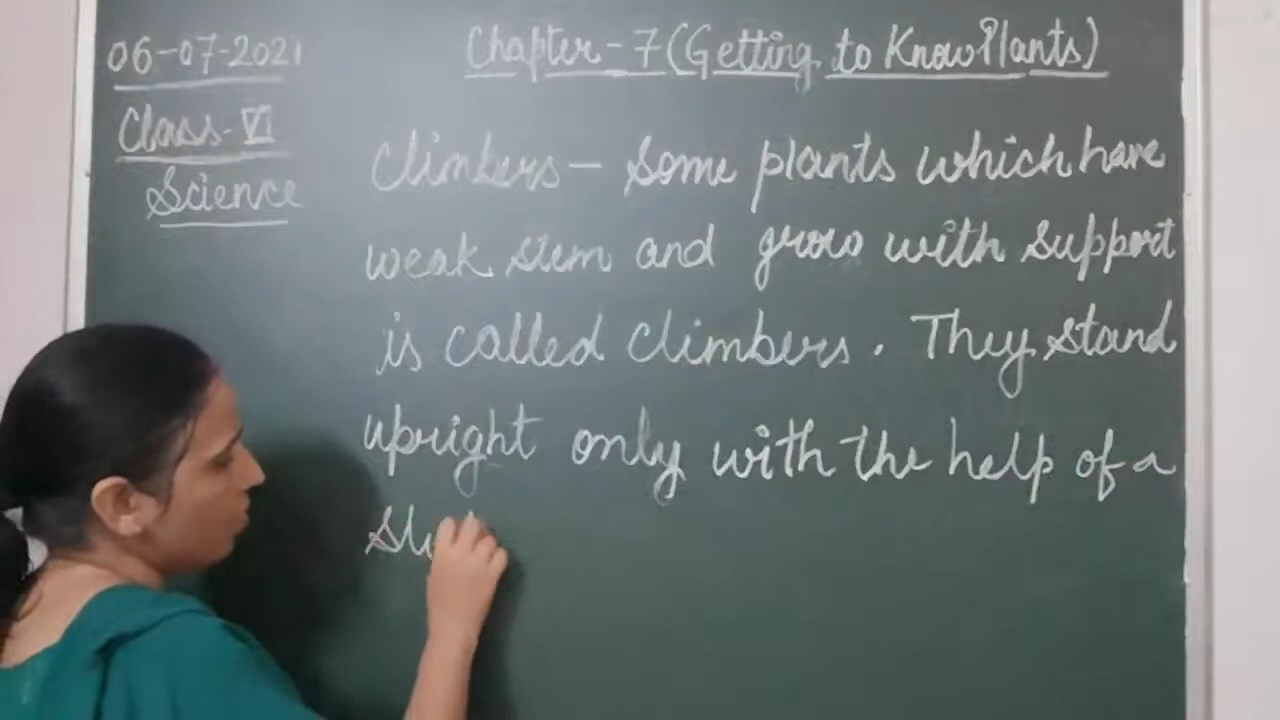 06-07-2021
Class-VI
Science
Chapter-7 (Getting to Know Plants)
Climbers - Some plants which have
weak stem and grow with support
is called climbers. They stand
upright only with the help of a